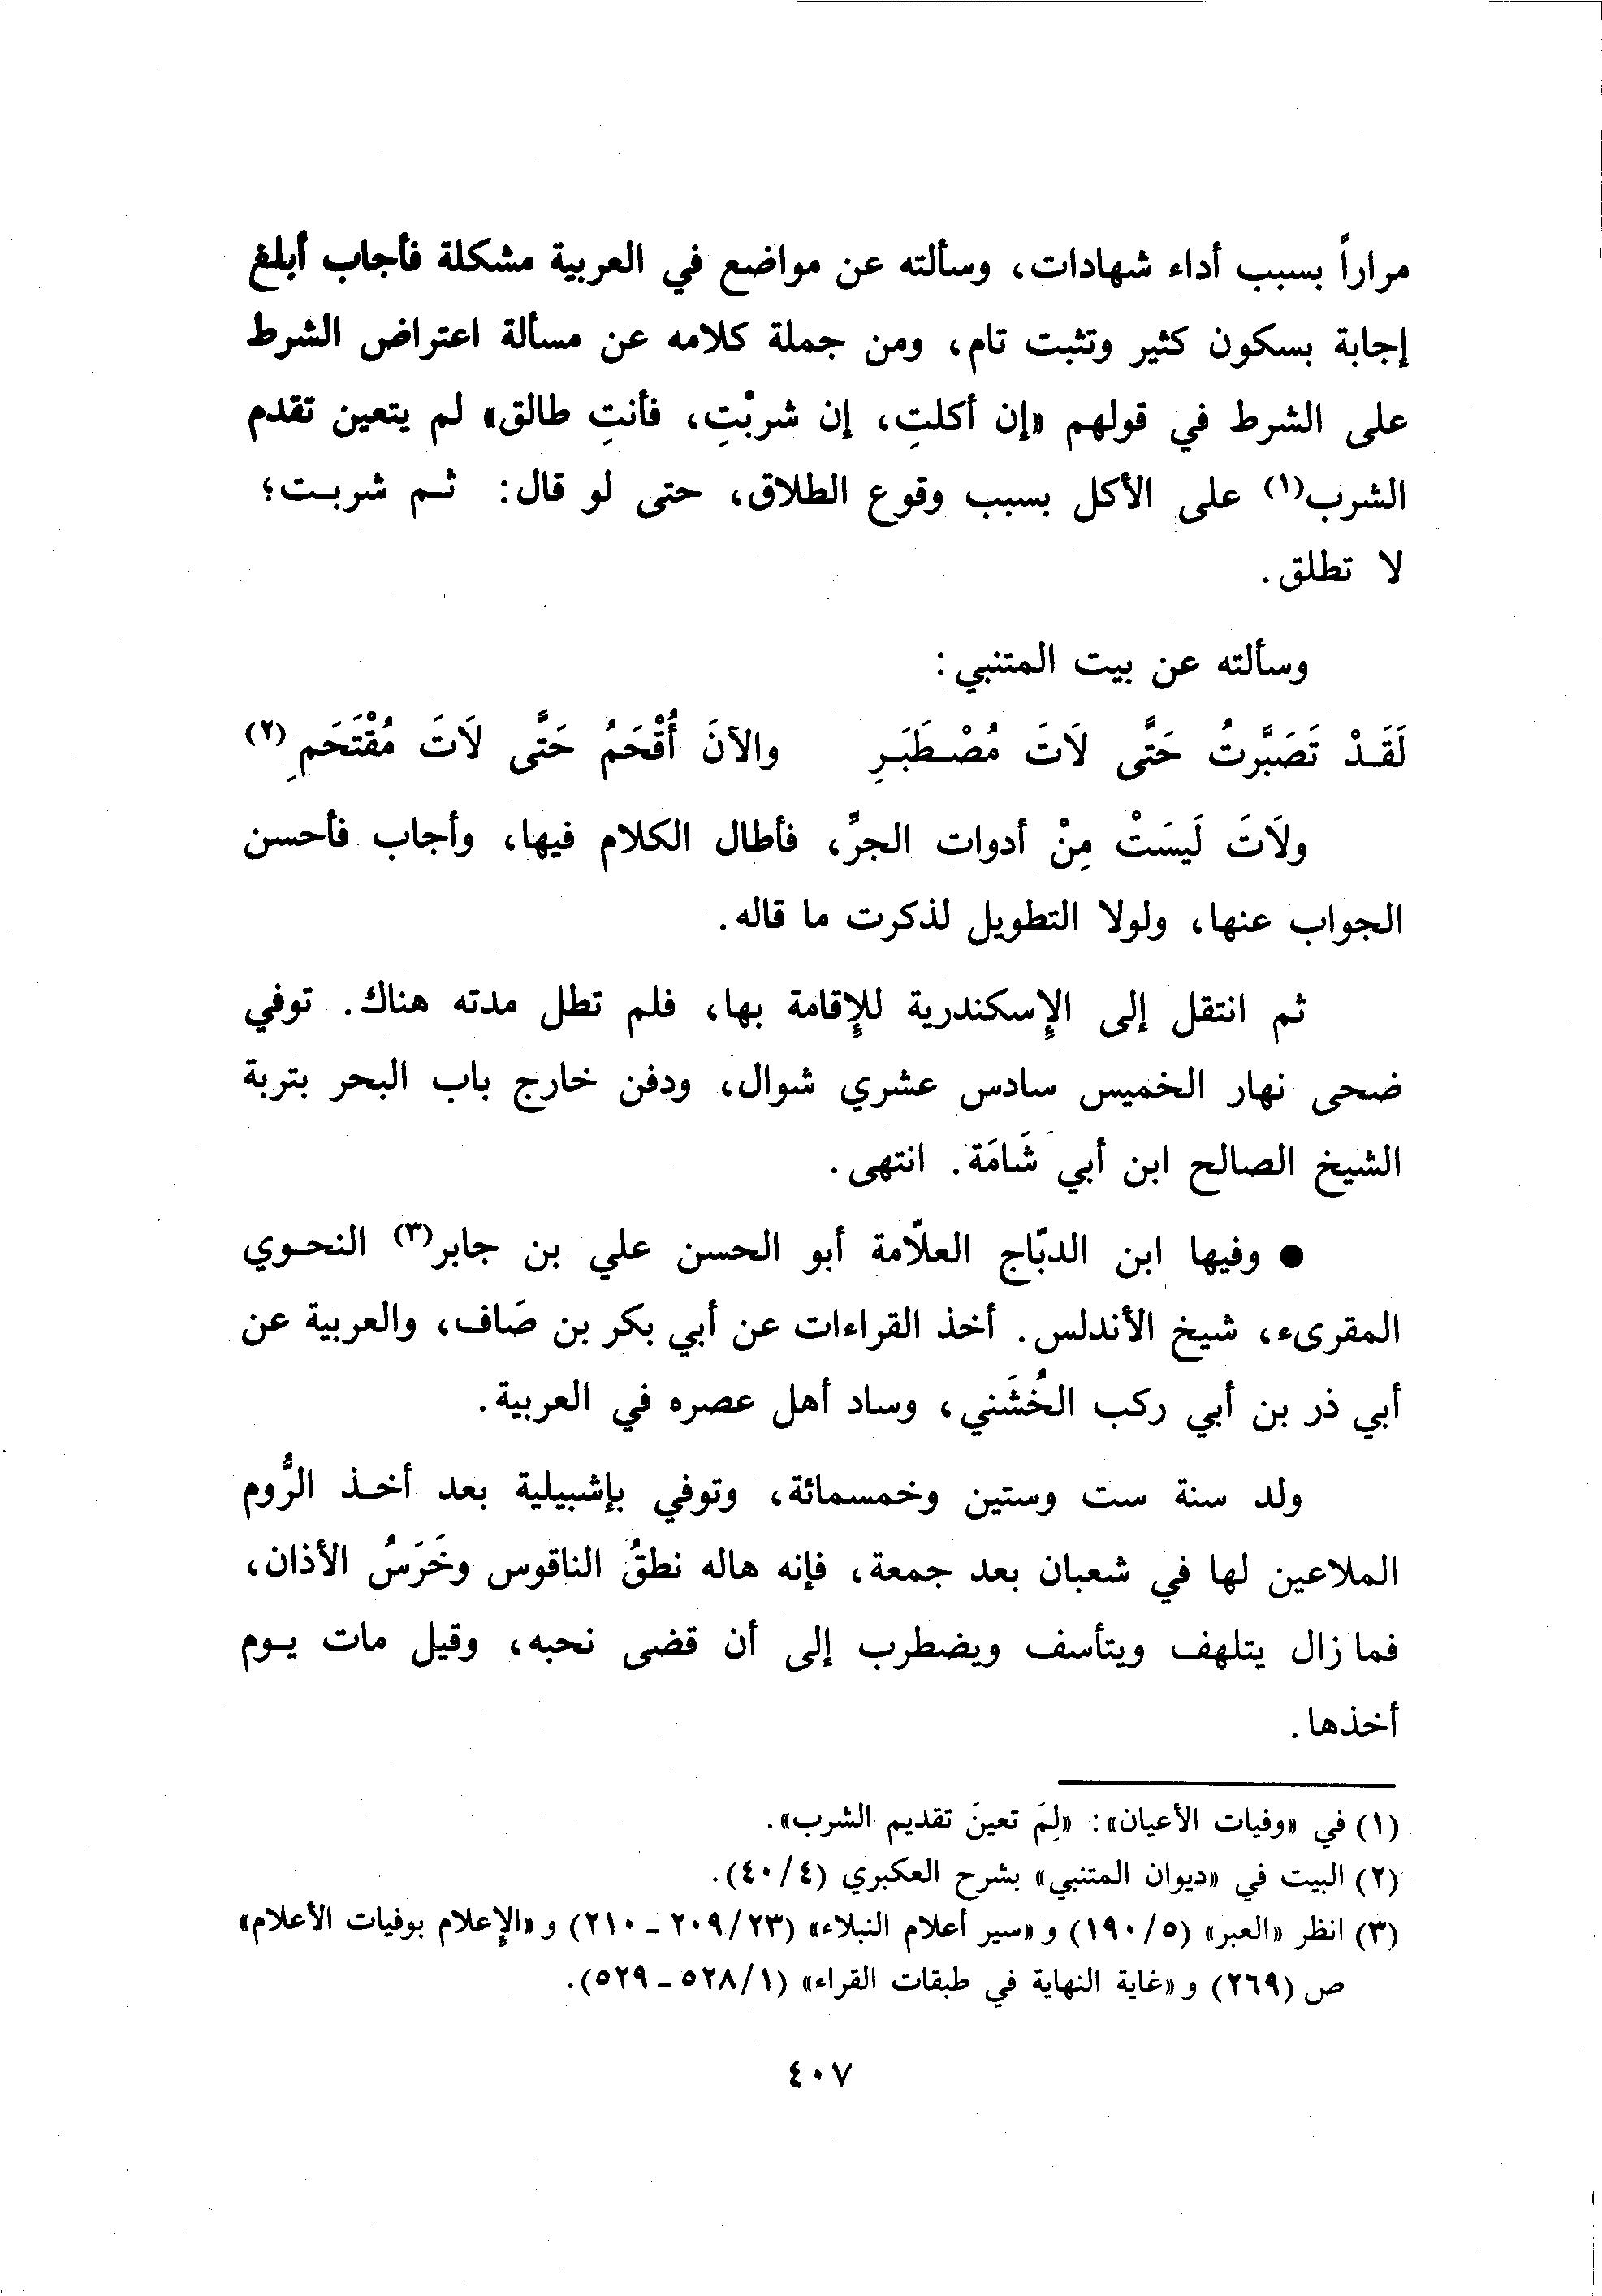 مراراً بسبب أداء شهادات، وسألته عن مواضع في العربية مشكلة فأجاب أبلغ
إجابة بسكون كثير وتثبت تام، ومن جملة كلامه عن مسألة اعتراض الشرط
على الشرط في قولهم «إن أكلتِ، إن شربْتِ، فأنتِ طالق» لم يتعين تقدم
الشرب(١) على الأكل بسبب وقوع الطلاق، حتى لو قال: ثم شربت؛
لا تطلق.
وسألته عن بيت المتنبي:
لَقَدْ تَصَبَّرتُ حَتَّى لَاتَ مُصْطَبَرِ والآنَ أُقْحَمُ حَتَّى لَاتَ مُقْتَحَمِ(٢)
ولَاتَ لَيسَتْ مِنْ أدوات الجرِّ، فأطال الكلام فيها، وأجاب فأحسن
الجواب عنها، ولولا التطويل لذكرت ما قاله.
ثم انتقل إلى الإسكندرية للإقامة بها، فلم تطل مدته هناك. توفي
ضحى نهار الخميس سادس عشري شوال، ودفن خارج باب البحر بتربة
الشيخ الصالح ابن أبي شَامَة. انتهى.
● وفيها ابن الدبّاج العلّامة أبو الحسن علي بن جابر(٣) النحوي
المقرىء، شيخ الأندلس. أخذ القراءات عن أبي بكر بن صَاف، والعربية عن
أبي ذر بن أبي ركب الخُشَني، وساد أهل عصره في العربية.
ولد سنة ست وستين وخمسمائة، وتوفي بإشبيلية بعد أخذ الرُّوم
الملاعين لها في شعبان بعد جمعة، فإنه هاله نطقُ الناقوس وخَرَسُ الأذان،
فما زال يتلهف ويتأسف ويضطرب إلى أن قضى نحبه، وقيل مات يوم
أخذها.
(١) في «وفيات الأعيان»: «لِمَ تعينَ تقديم الشرب».
(٢) البيت في «ديوان المتنبي» بشرح العكبري (٤/٤٠).
(٣) انظر «العبر» (٥/١٩٠) و«سير أعلام النبلاء» (٢٣/٢٠٩ - ٢١٠) و«الإعلام بوفيات الأعلام»
ص (٢٦٩) و«غاية النهاية في طبقات القراء» (١/٥٢٨ - ٥٢٩).
٤٠٧